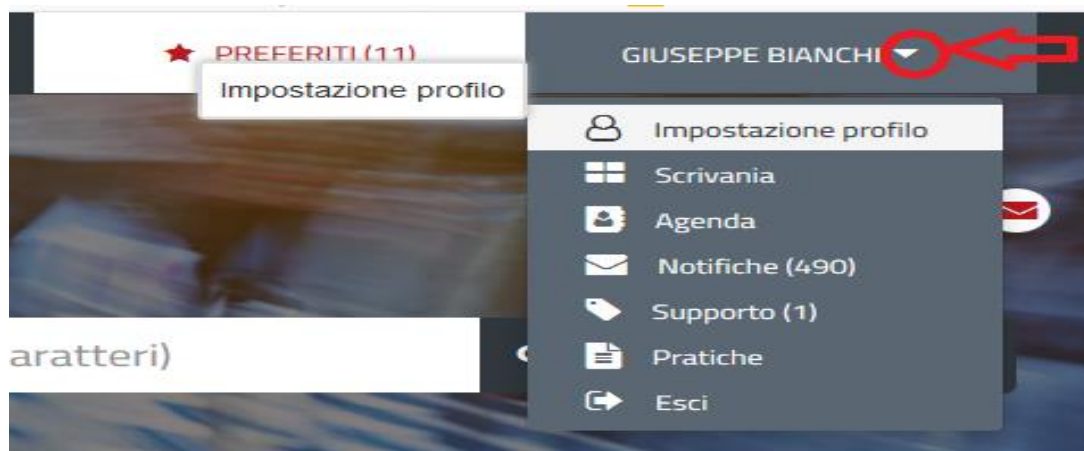 PREFERITI (11)
GIUSEPPE BIANCHI
Impostazione profilo
Impostazione profilo
Scrivania
Agenda
Notifiche (490)
Supporto (1)
aratteri)
Pratiche
Esci